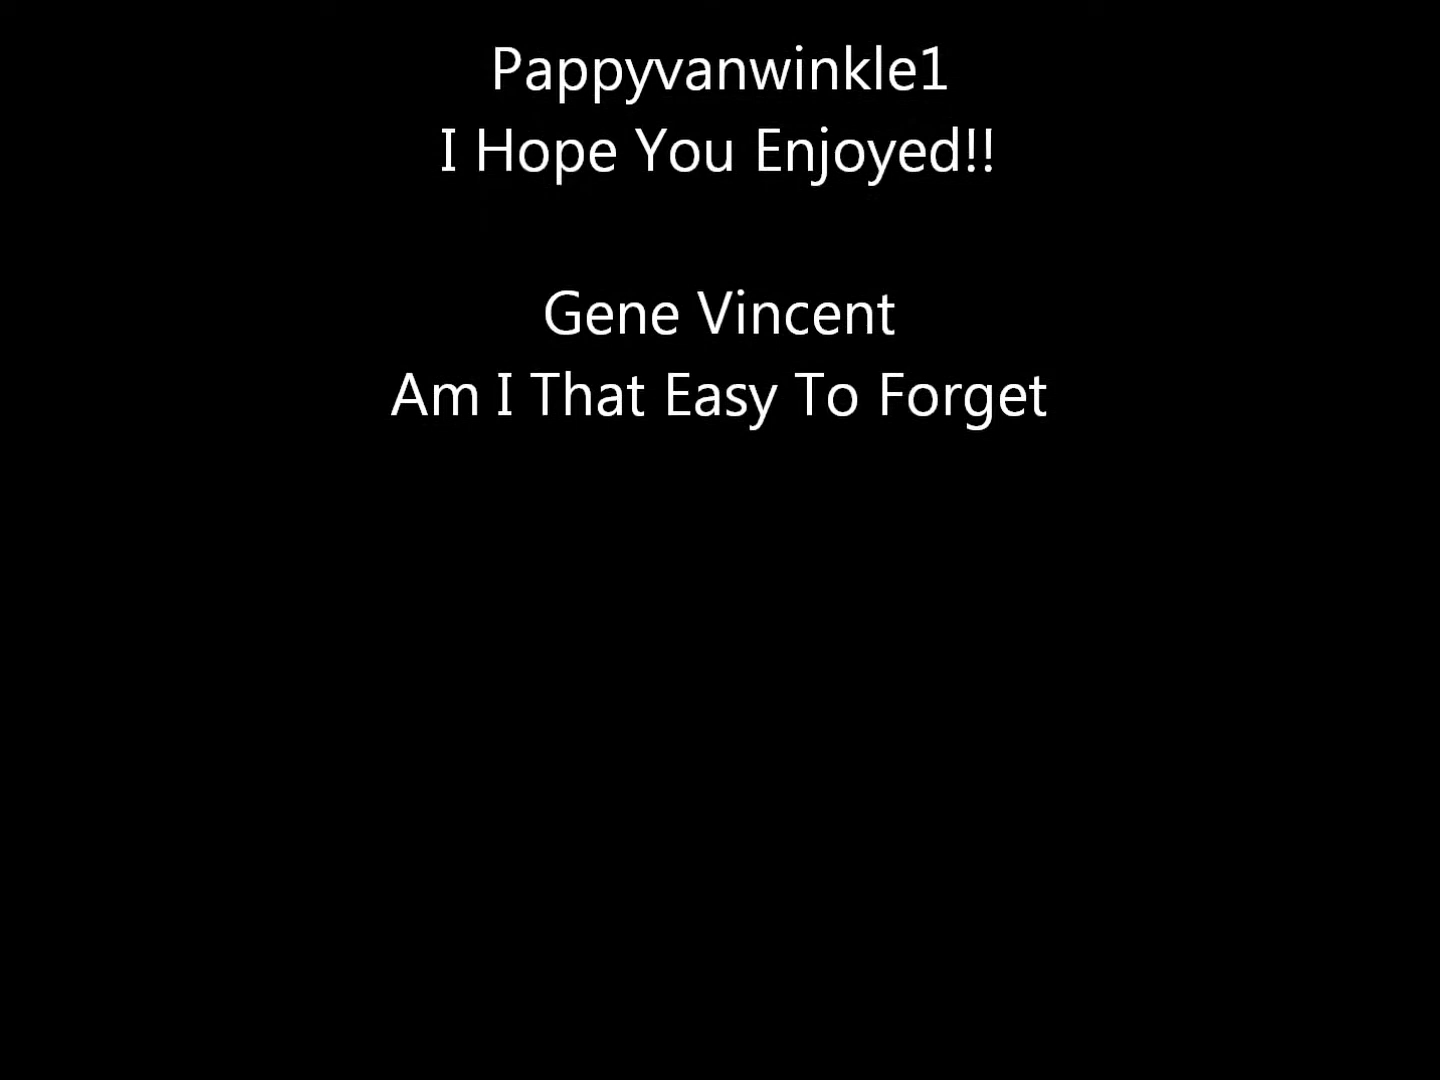 Pappyvanwinkle1
I Hope You Enjoyed!!
Gene Vincent
Am I That Easy To Forget